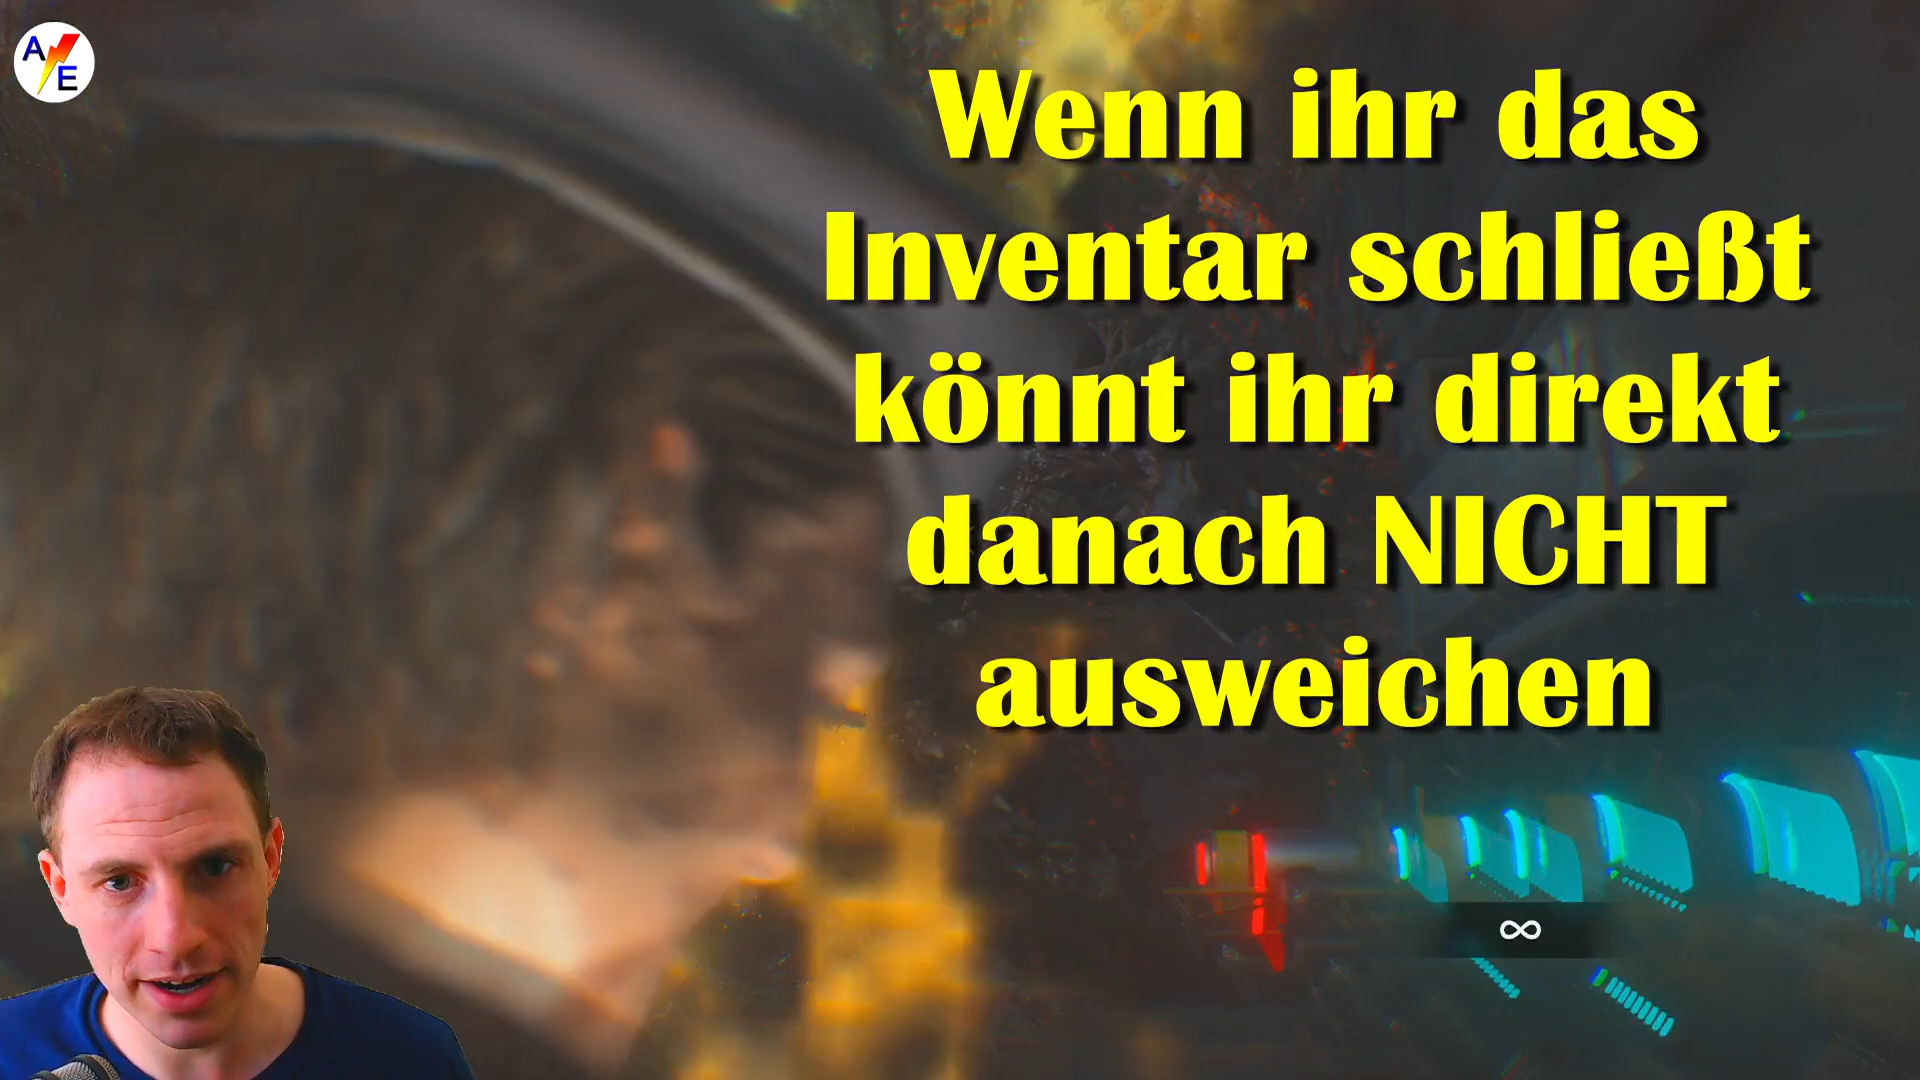 A
E
Wenn ihr das
Inventar schließt
könnt ihr direkt
danach NICHT
ausweichen
∞